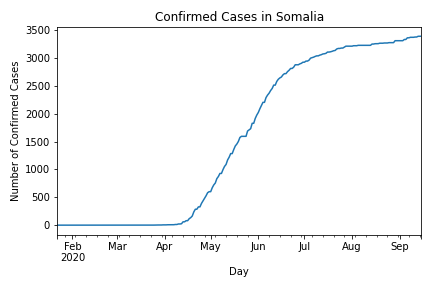 Confirmed Cases in Somalia
Number of Confirmed Cases
3500
3000
2500
2000
1500
1000
500
0
Feb Mar Apr May Jun Jul Aug Sep
2020
Day